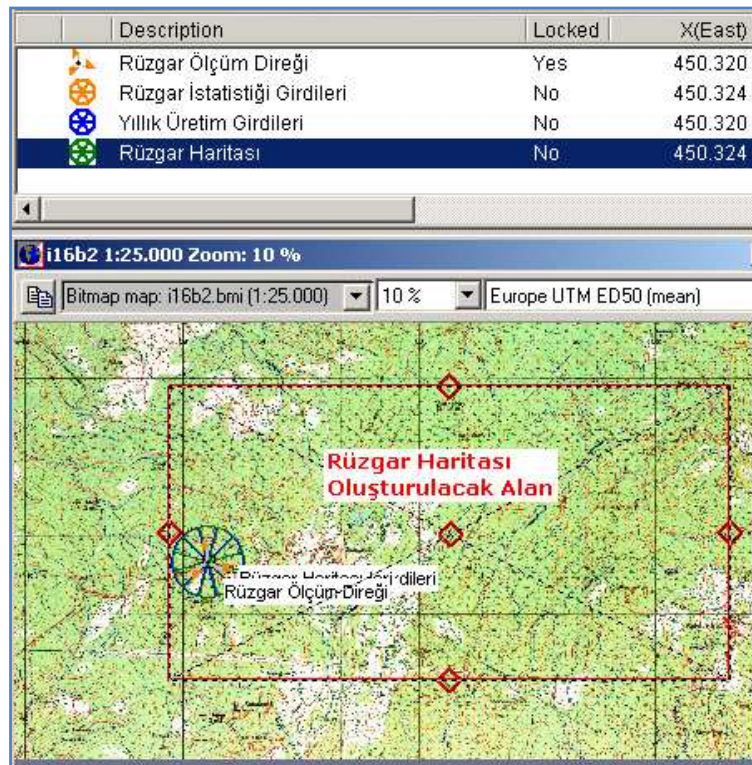 Description Locked X(East)
Rüzgar Ölçüm Direği Yes 450.320
Rüzgar İstatistiği Girdileri No 450.324
Yıllık Üretim Girdileri No 450.320
Rüzgar Haritası No 450.324
i16b2 1:25.000 Zoom: 10 %
Bitmap map: i16b2.bmi (1:25.000) 10 % Europe UTM ED50 (mean)
Rüzgar Haritası
Oluşturulacak Alan
Rüzgar Ölçüm Direği